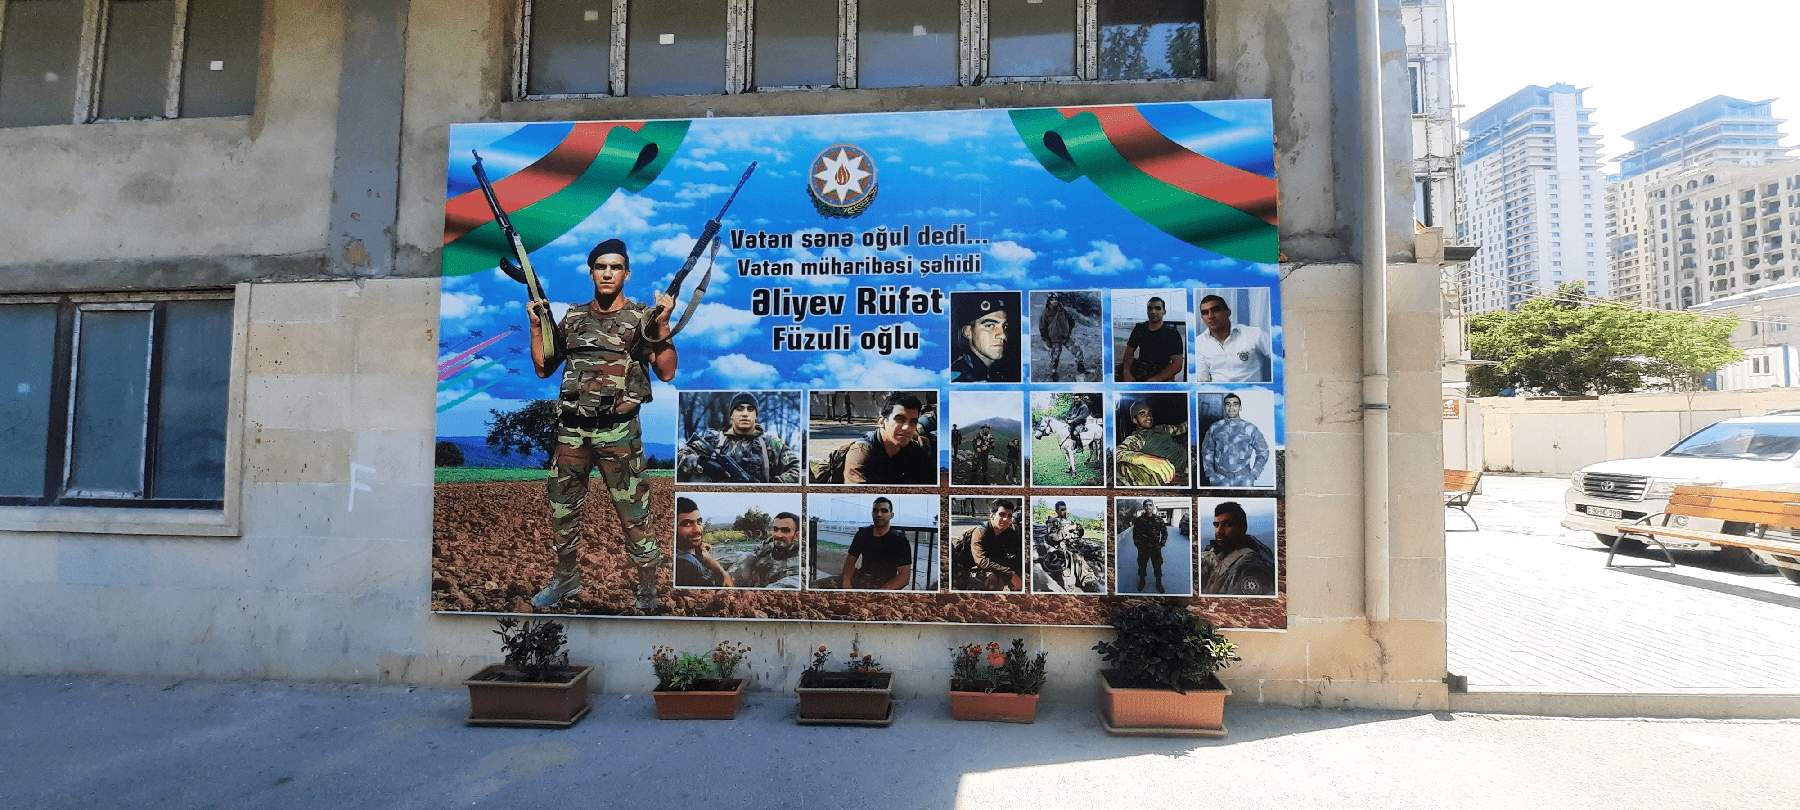 Vətən sənə oğul dedi...
Vətən müharibəsi şəhidi
Əliyev Rüfət
Füzuli oğlu